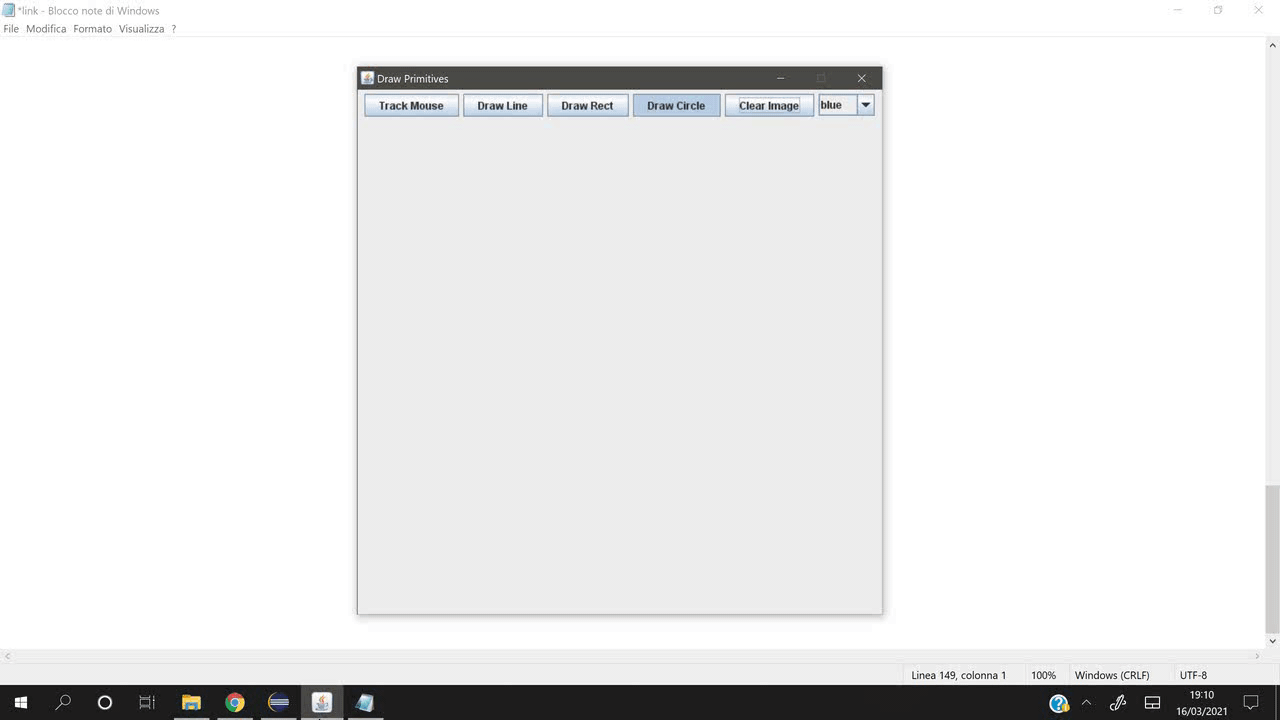 *link - Blocco note di Windows
File Modifica Formato Visualizza ?
Draw Primitives
Track Mouse Draw Line Draw Rect Draw Circle Clear Image blue
Linea 149, colonna 1 100% Windows (CRLF) UTF-8
19:10
16/03/2021